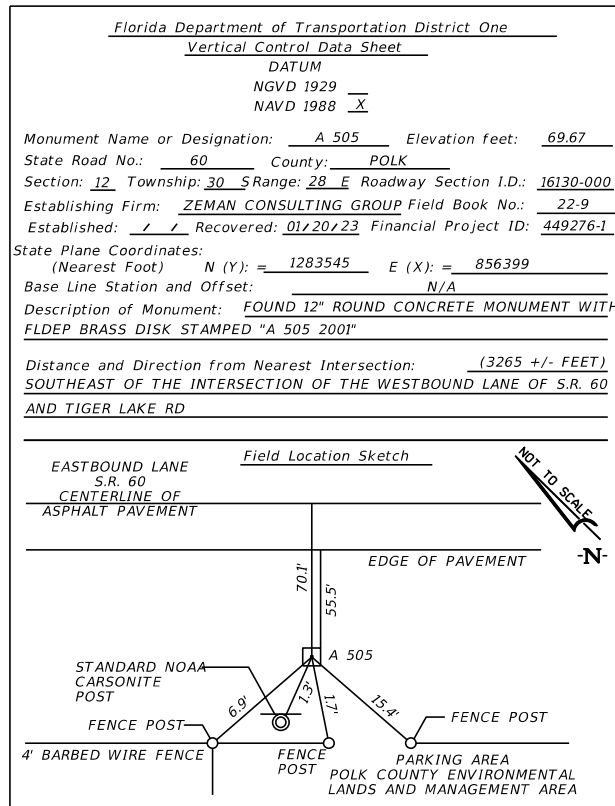 Florida Department of Transportation District One
Vertical Control Data Sheet
DATUM
NGVD 1929
NAVD 1988 X
Monument Name or Designation: A 505 Elevation feet: 69.67
State Road No.: 60 County: POLK
Section: 12 Township: 30 S Range: 28 E Roadway Section I.D.: 16130-000
Establishing Firm: ZEMAN CONSULTING GROUP Field Book No.: 22-9
Established: / / Recovered: 01/20/23 Financial Project ID: 449276-1
State Plane Coordinates:
(Nearest Foot) N (Y): = 1283545 E (X): = 856399
Base Line Station and Offset: N/A
Description of Monument: FOUND 12" ROUND CONCRETE MONUMENT WITH
FLDEP BRASS DISK STAMPED "A 505 2001"
Distance and Direction from Nearest Intersection: (3265 +/- FEET)
SOUTHEAST OF THE INTERSECTION OF THE WESTBOUND LANE OF S.R. 60
AND TIGER LAKE RD
Field Location Sketch
EASTBOUND LANE
S.R. 60
CENTERLINE OF
ASPHALT PAVEMENT
NOT TO SCALE
-N-
EDGE OF PAVEMENT
70.1'
55.5'
A 505
STANDARD NOAA
CARSONITE
POST
6.9'
1.3'
1.7'
15.4'
FENCE POST
FENCE POST
4' BARBED WIRE FENCE
FENCE
POST
PARKING AREA
POLK COUNTY ENVIRONMENTAL
LANDS AND MANAGEMENT AREA